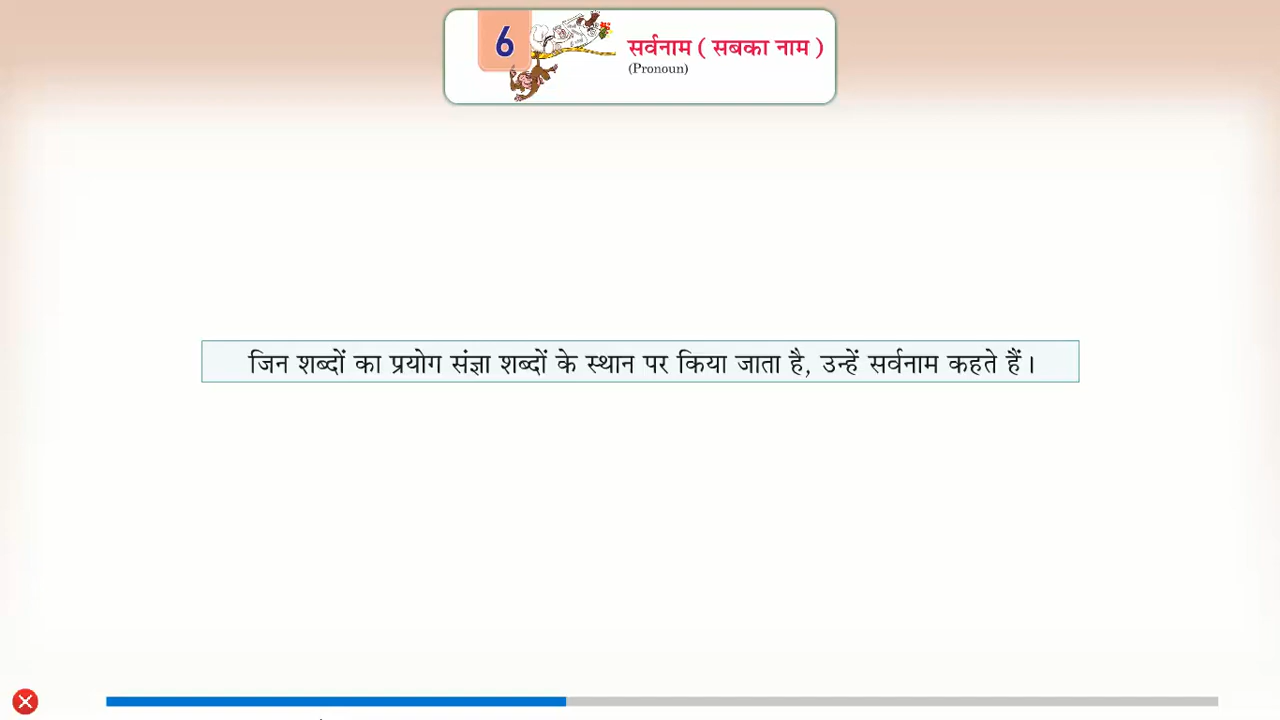 6
सर्वनाम ( सबका नाम )
(Pronoun)
जिन शब्दों का प्रयोग संज्ञा शब्दों के स्थान पर किया जाता है, उन्हें सर्वनाम कहते हैं।